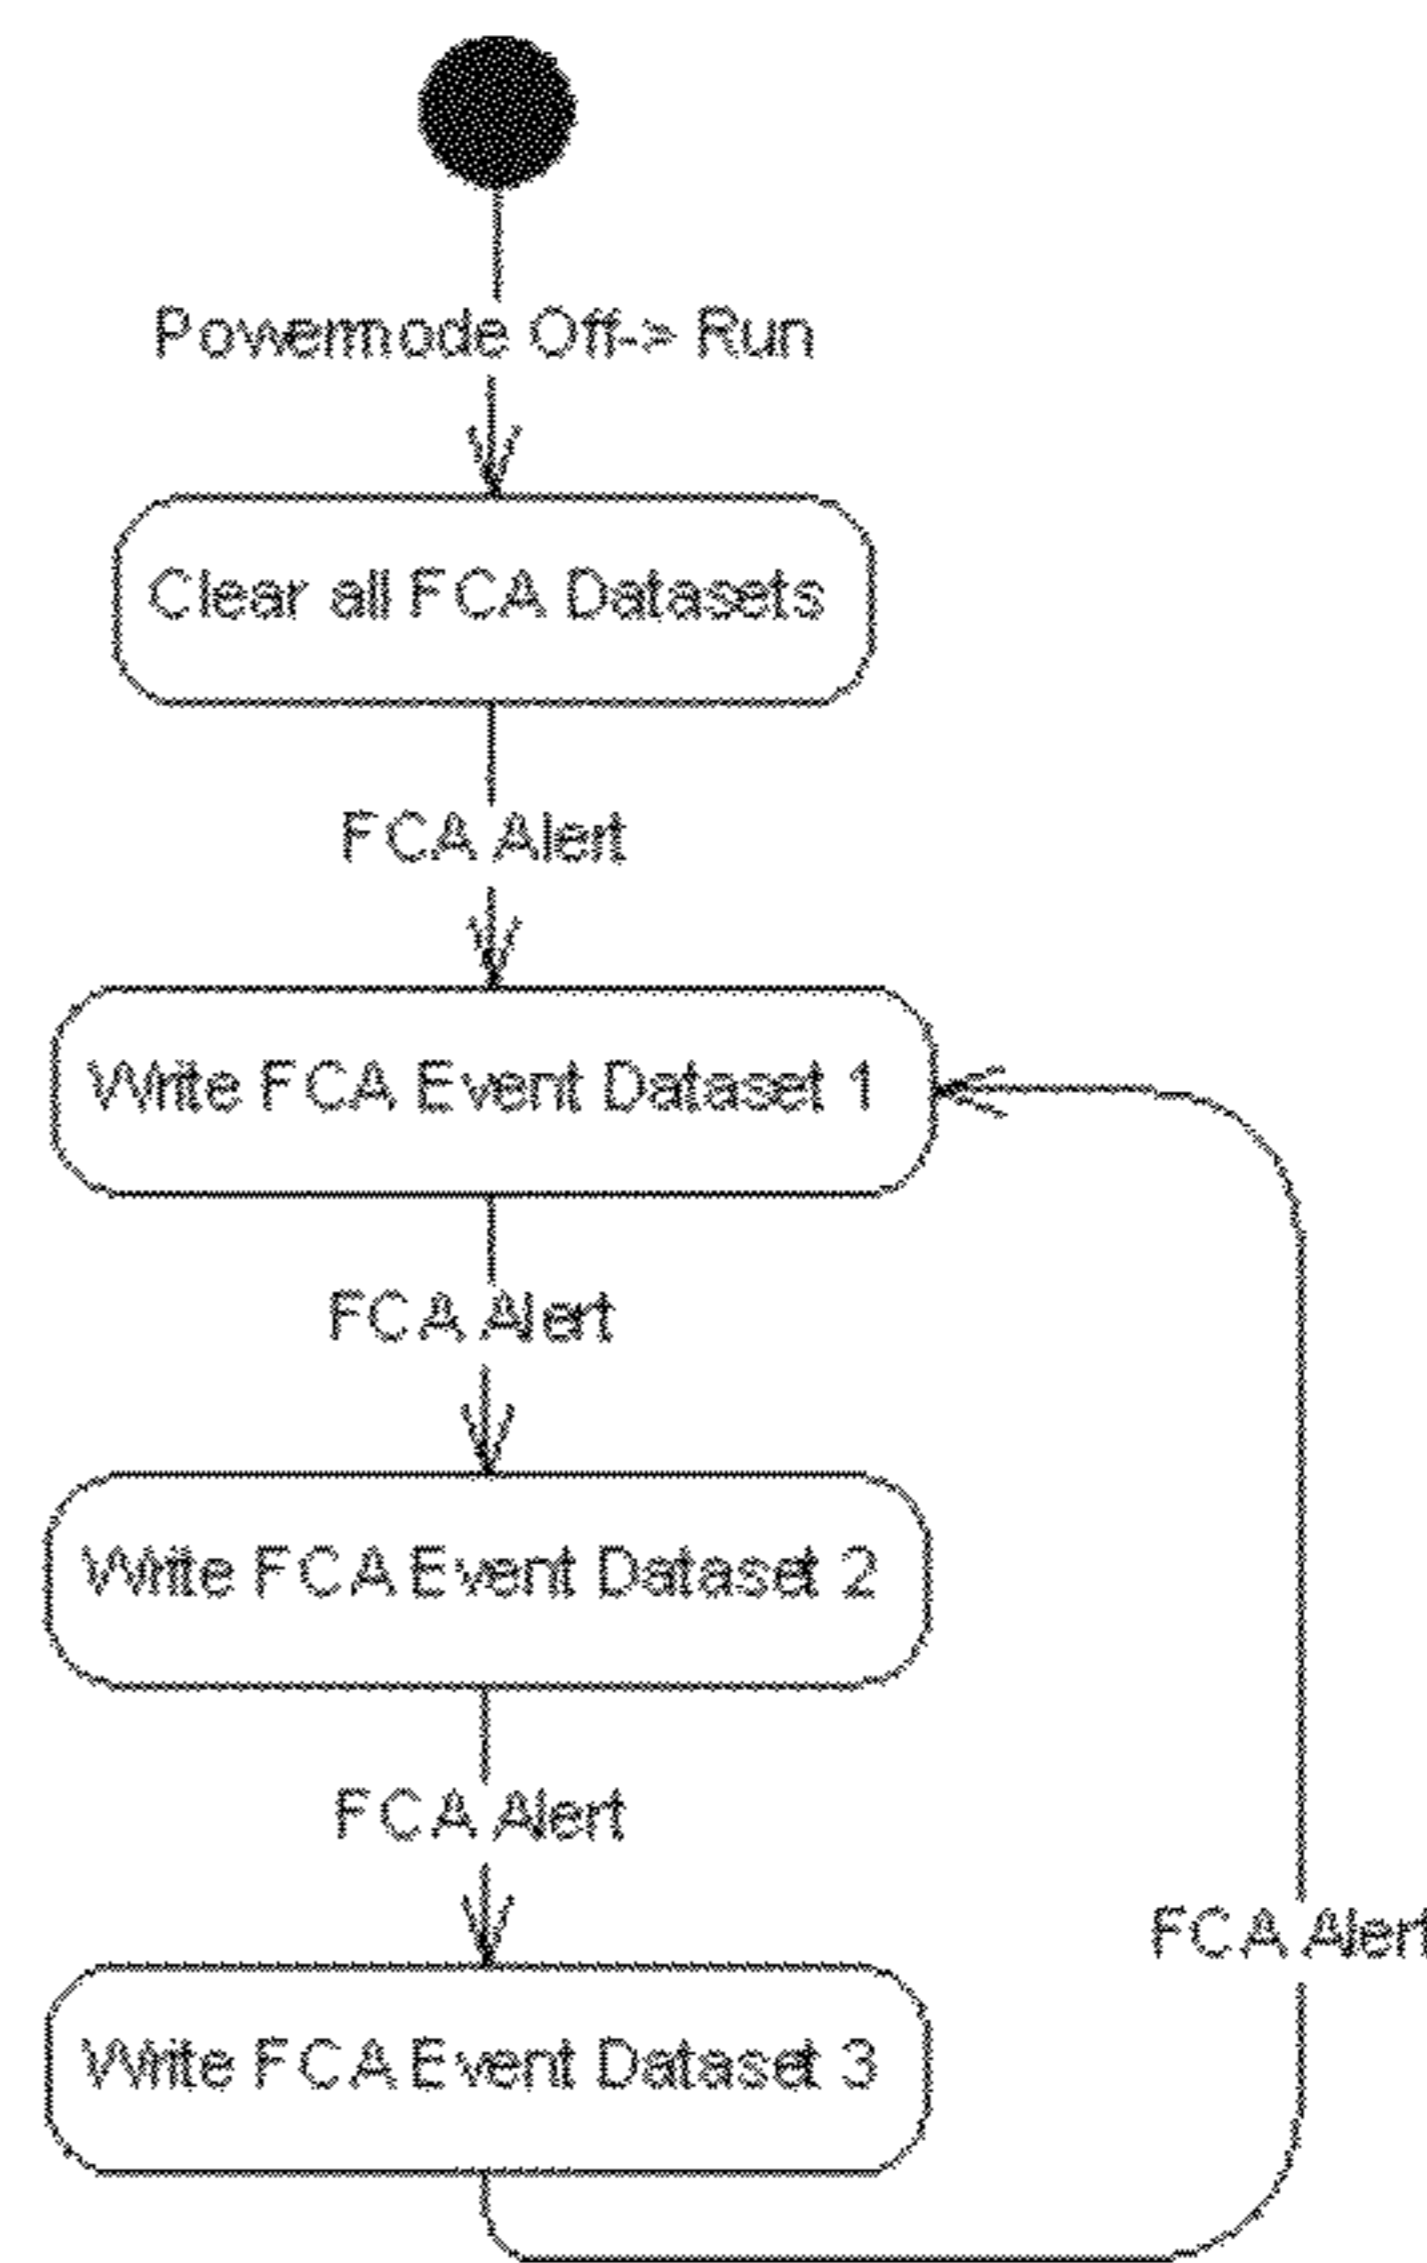 Powermode Off-> Run
Clear all FCA Datasets
FCA Alert
Write FCA Event Dataset 1
FCA Alert
Write FCA Event Dataset 2
FCA Alert
FCA Alert
Write FCA Event Dataset 3